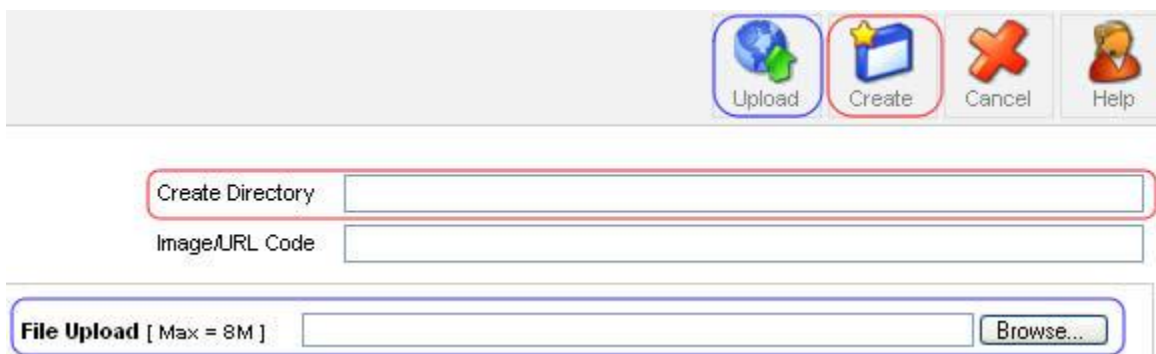 Upload Create Cancel Help
Create Directory
Image/URL Code
File Upload [ Max = 8M ] Browse...